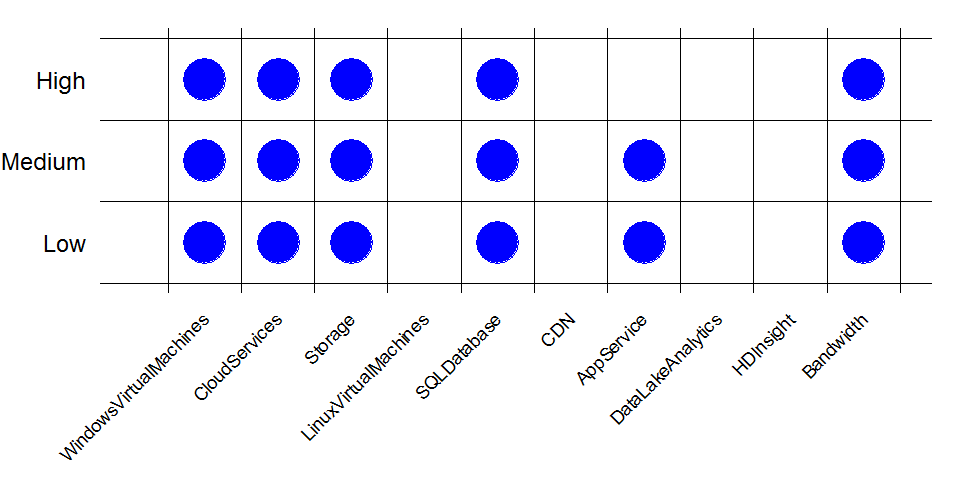 High
Medium
Low
WindowsVirtualMachines
CloudServices
Storage
LinuxVirtualMachines
SQLDatabase
CDN
AppService
DataLakeAnalytics
HDInsight
Bandwidth